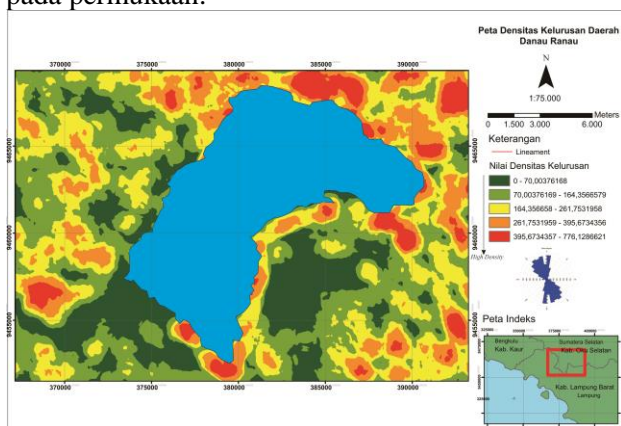 pada permukaan.
370000 375000 380000 385000 390000
9465000
9460000
9455000
9465000
9460000
9455000
370000 375000 380000 385000 390000
Peta Densitas Kelurusan Daerah
Danau Ranau
N
1:75.000
Meters
0 1.500 3.000 6.000
Keterangan
Lineament
Nilai Densitas Kelurusan
0 - 70,00376168
70,00376169 - 164,3566579
164,356658 - 261,7531958
261,7531959 - 395,6734356
395,6734357 - 776,1286621
High Density
Peta Indeks
Bengkulu
Kab. Kaur
Sumatera Selatan
Kab. Oku Selatan
Kab. Lampung Barat
Lampung